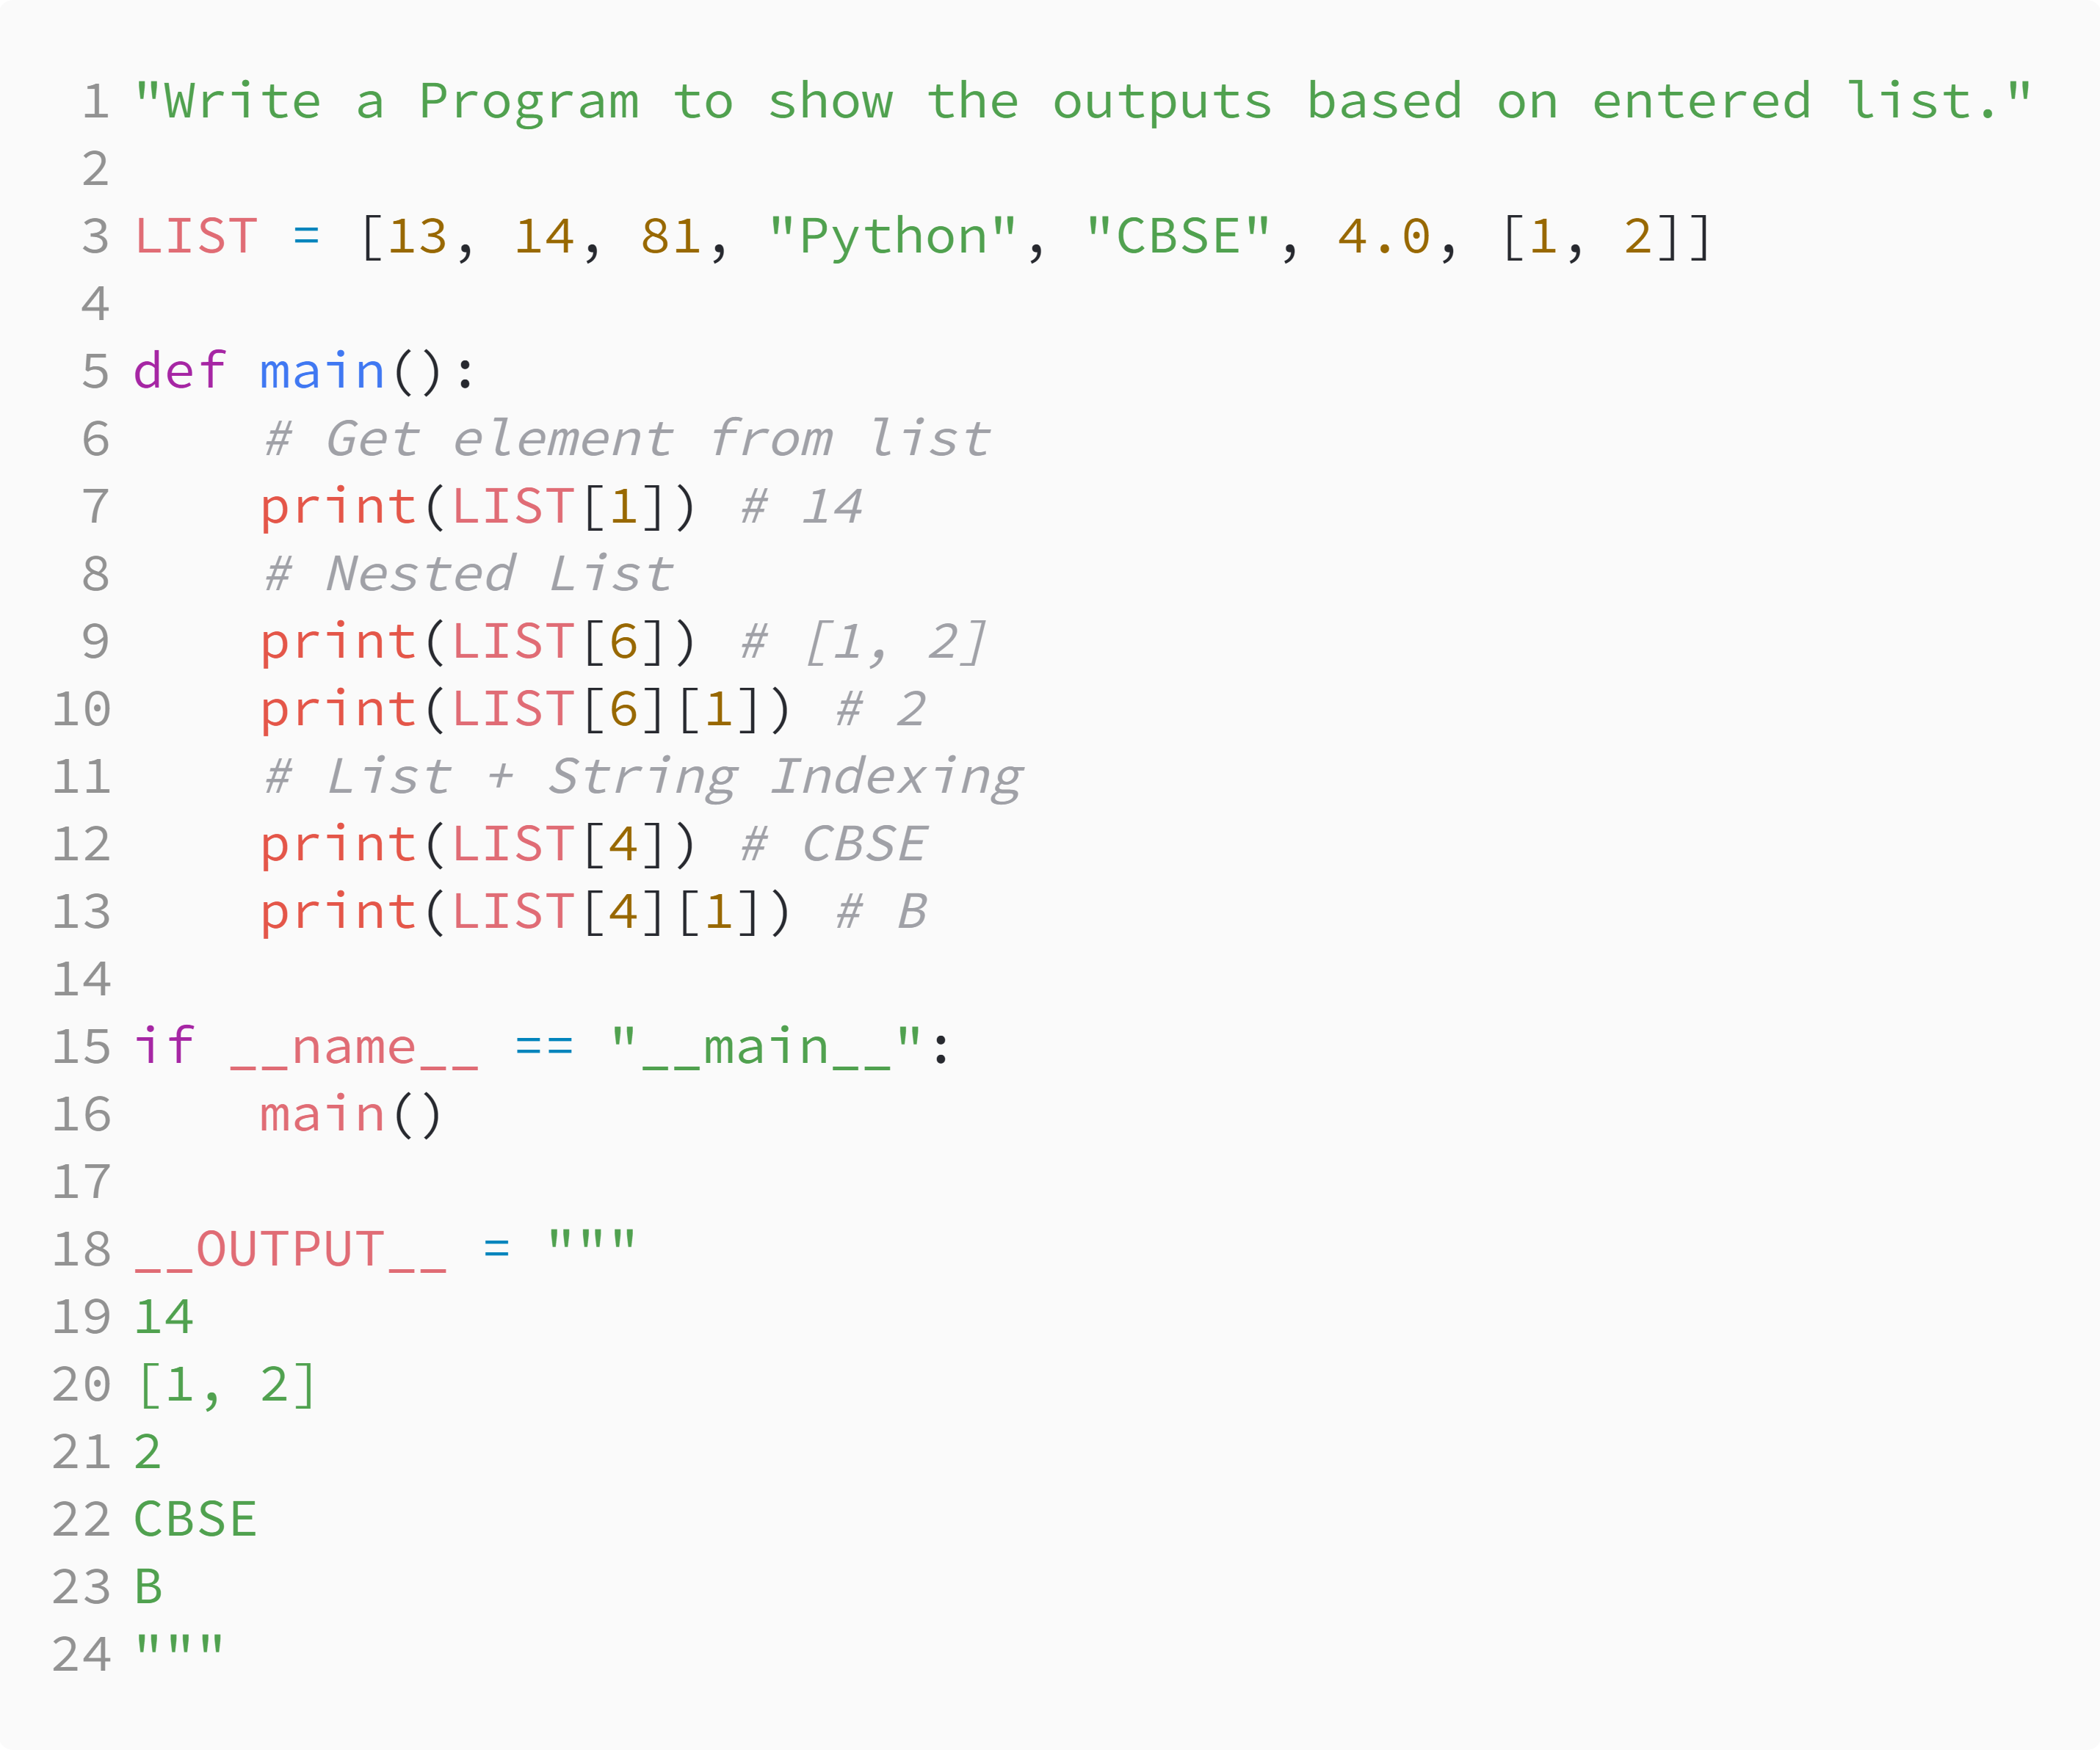 1 "Write a Program to show the outputs based on entered list."
2
3 LIST = [13, 14, 81, "Python", "CBSE", 4.0, [1, 2]]
4
5 def main():
6     # Get element from list
7     print(LIST[1]) # 14
8     # Nested List
9     print(LIST[6]) # [1, 2]
10     print(LIST[6][1]) # 2
11     # List + String Indexing
12     print(LIST[4]) # CBSE
13     print(LIST[4][1]) # B
14
15 if __name__ == "__main__":
16     main()
17
18 __OUTPUT__ = """
19 14
20 [1, 2]
21 2
22 CBSE
23 B
24 """